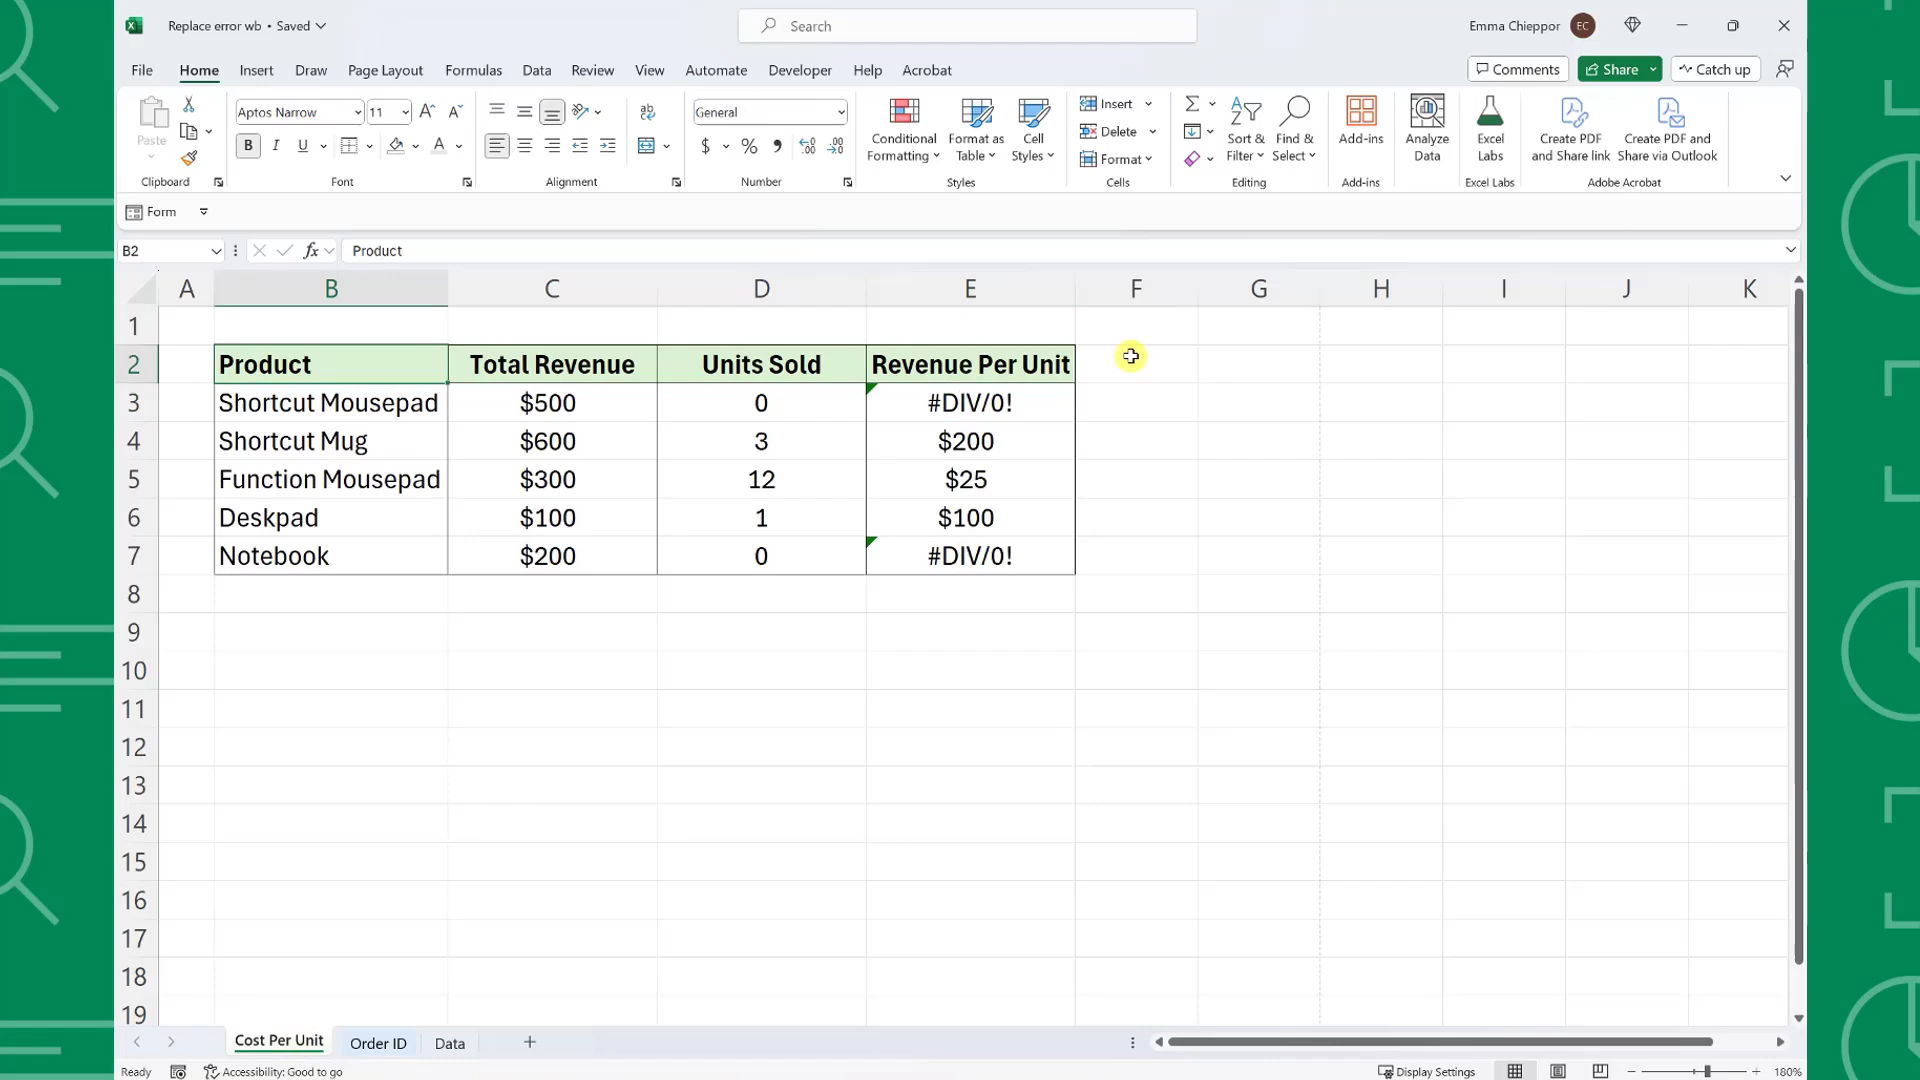 Replace error wb • Saved
Search
Emma Chieppor
EC
File Home Insert Draw Page Layout Formulas Data Review View Automate Developer Help Acrobat
Comments Share Catch up
Paste
Clipboard
Aptos Narrow 11
B I U
Font
ab
Alignment
General
$ % ,
Number
Conditional Formatting
Format as Table
Cell Styles
Styles
Insert
Delete
Format
Cells
Sort & Filter
Find & Select
Editing
Add-ins
Add-ins
Analyze Data
Excel Labs
Excel Labs
Create PDF and Share link
Create PDF and Share via Outlook
Adobe Acrobat
Form
B2 fx Product
A B C D E F G H I J K
1
2 Product Total Revenue Units Sold Revenue Per Unit
3 Shortcut Mousepad $500 0 #DIV/0!
4 Shortcut Mug $600 3 $200
5 Function Mousepad $300 12 $25
6 Deskpad $100 1 $100
7 Notebook $200 0 #DIV/0!
8
9
10
11
12
13
14
15
16
17
18
19
Cost Per Unit Order ID Data
Ready Accessibility: Good to go Display Settings 180%